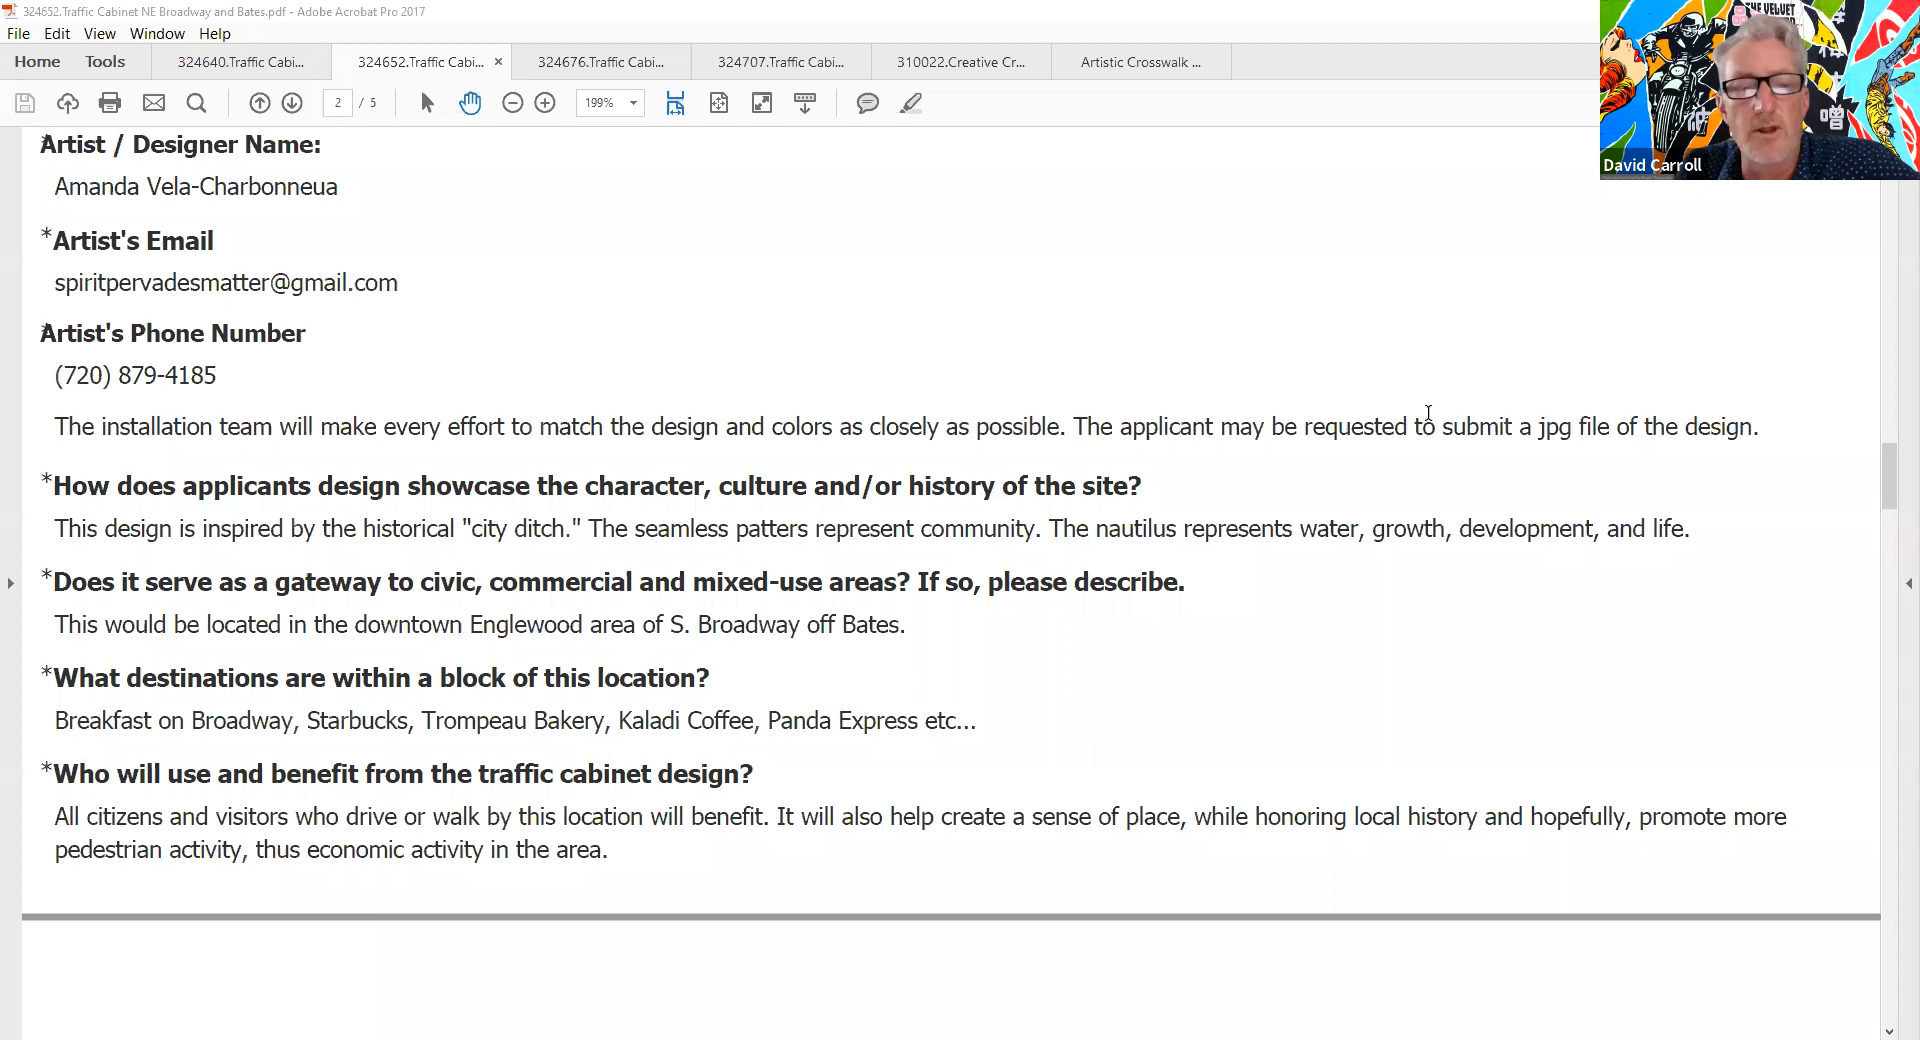 324652.Traffic Cabinet NE Broadway and Bates.pdf - Adobe Acrobat Pro 2017
File Edit View Window Help
Home Tools 324640.Traffic Cabi... 324652.Traffic Cabi... × 324676.Traffic Cabi... 324707.Traffic Cabi... 310022.Creative Cr... Artistic Crosswalk ...
2 / 5 199%
THE VELVET
David Carroll
Artist / Designer Name:
Amanda Vela-Charbonneua
*Artist's Email
spiritpervadesmatter@gmail.com
Artist's Phone Number
(720) 879-4185
The installation team will make every effort to match the design and colors as closely as possible. The applicant may be requested to submit a jpg file of the design.
*How does applicants design showcase the character, culture and/or history of the site?
This design is inspired by the historical "city ditch." The seamless patters represent community. The nautilus represents water, growth, development, and life.
*Does it serve as a gateway to civic, commercial and mixed-use areas? If so, please describe.
This would be located in the downtown Englewood area of S. Broadway off Bates.
*What destinations are within a block of this location?
Breakfast on Broadway, Starbucks, Trompeau Bakery, Kaladi Coffee, Panda Express etc...
*Who will use and benefit from the traffic cabinet design?
All citizens and visitors who drive or walk by this location will benefit. It will also help create a sense of place, while honoring local history and hopefully, promote more
pedestrian activity, thus economic activity in the area.